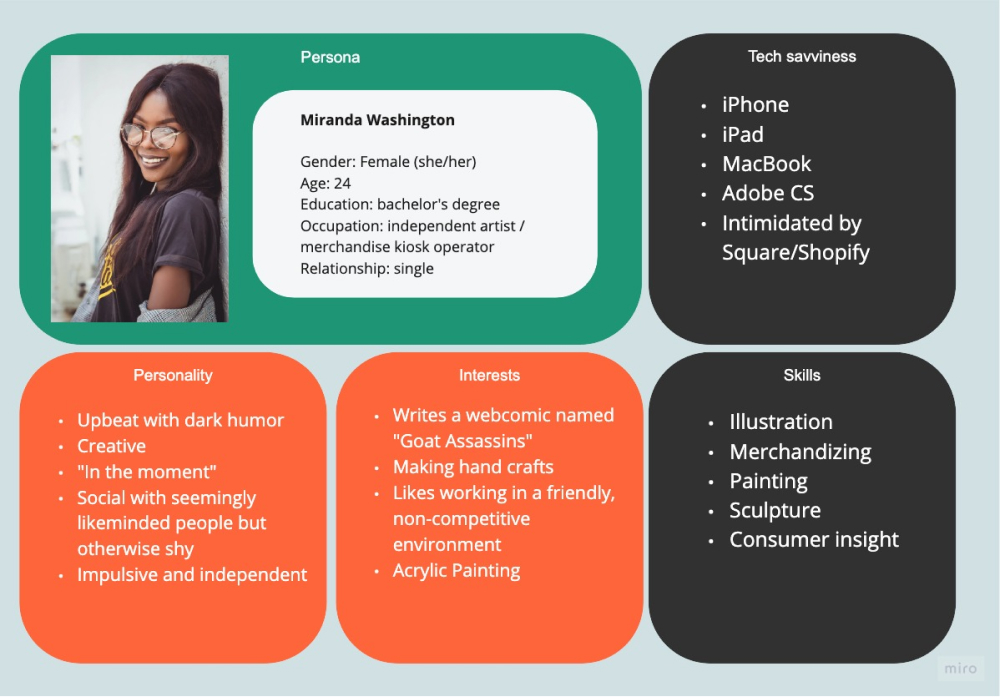 Persona
Miranda Washington
Gender: Female (she/her)
Age: 24
Education: bachelor's degree
Occupation: independent artist /
merchandise kiosk operator
Relationship: single
Tech savviness
• iPhone
• iPad
• MacBook
• Adobe CS
• Intimidated by
Square/Shopify
Personality
• Upbeat with dark humor
• Creative
• "In the moment"
• Social with seemingly
likeminded people but
otherwise shy
• Impulsive and independent
Interests
• Writes a webcomic named
"Goat Assassins"
• Making hand crafts
• Likes working in a friendly,
non-competitive
environment
• Acrylic Painting
Skills
• Illustration
• Merchandizing
• Painting
• Sculpture
• Consumer insight
miro